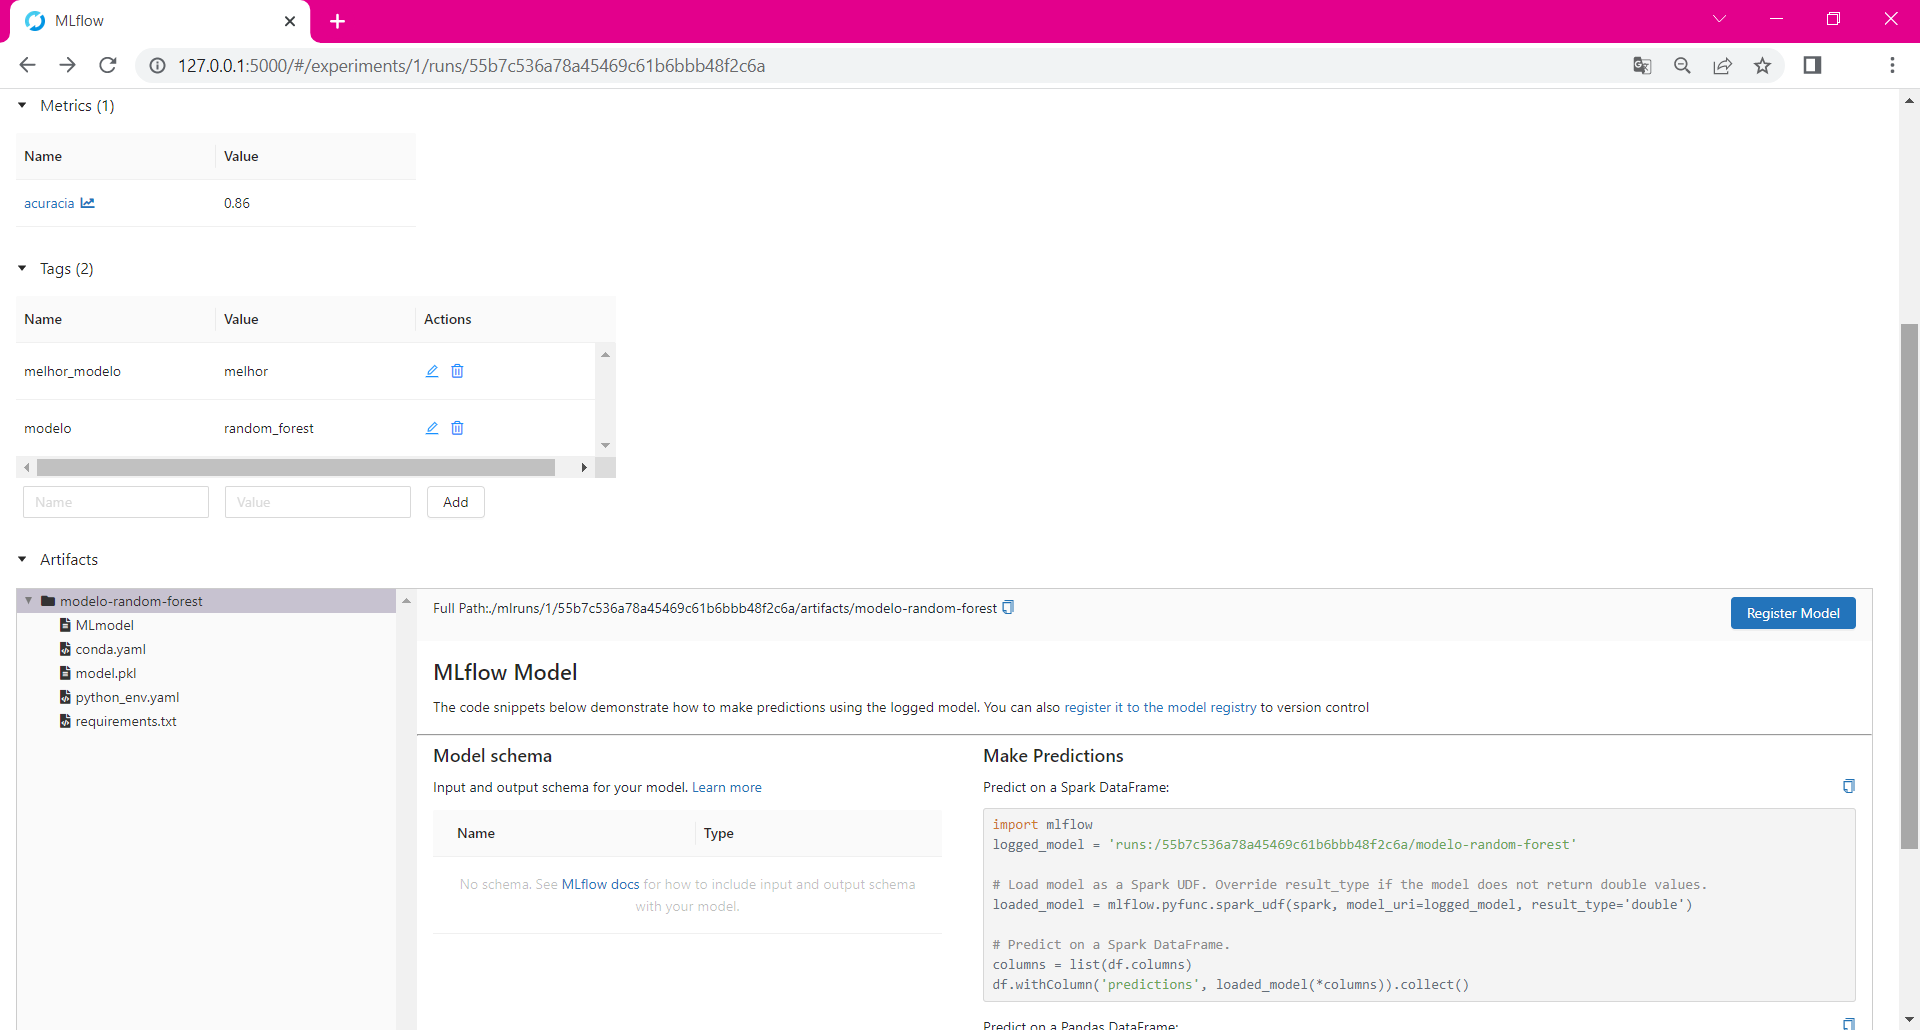 MLflow
127.0.0.1:5000/#/experiments/1/runs/55b7c536a78a45469c61b6bbb48f2c6a
Metrics (1)
Name Value
acuracia 0.86
Tags (2)
Name Value Actions
melhor_modelo melhor
modelo random_forest
Name Value Add
Artifacts
modelo-random-forest
MLmodel
conda.yaml
model.pkl
python_env.yaml
requirements.txt
Full Path:./mlruns/1/55b7c536a78a45469c61b6bbb48f2c6a/artifacts/modelo-random-forest
Register Model
MLflow Model
The code snippets below demonstrate how to make predictions using the logged model. You can also register it to the model registry to version control
Model schema
Input and output schema for your model. Learn more
Name Type
No schema. See MLflow docs for how to include input and output schema
with your model.
Make Predictions
Predict on a Spark DataFrame:
import mlflow
logged_model = 'runs:/55b7c536a78a45469c61b6bbb48f2c6a/modelo-random-forest'
# Load model as a Spark UDF. Override result_type if the model does not return double values.
loaded_model = mlflow.pyfunc.spark_udf(spark, model_uri=logged_model, result_type='double')
# Predict on a Spark DataFrame.
columns = list(df.columns)
df.withColumn('predictions', loaded_model(*columns)).collect()
Predict on a Pandas DataFrame: